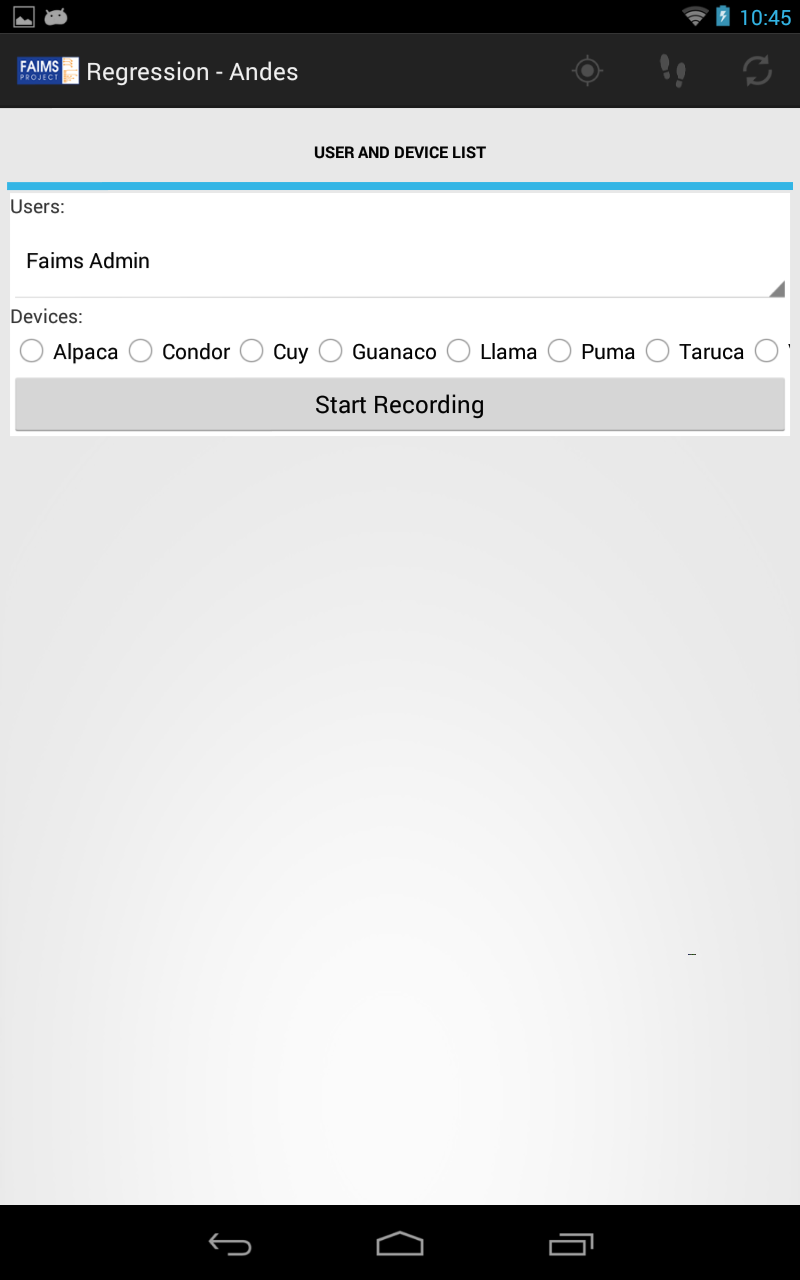 10:45
FAIMS
PROJECT
Regression - Andes
USER AND DEVICE LIST
Users:
Faims Admin
Devices:
Alpaca Condor Cuy Guanaco Llama Puma Taruca
Start Recording